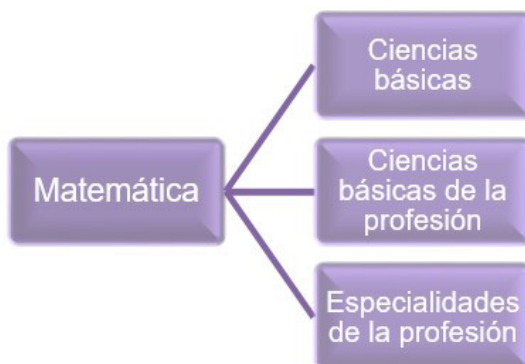 Ciencias
básicas
Matemática
Ciencias
básicas de la
profesión
Especialidades
de la profesión